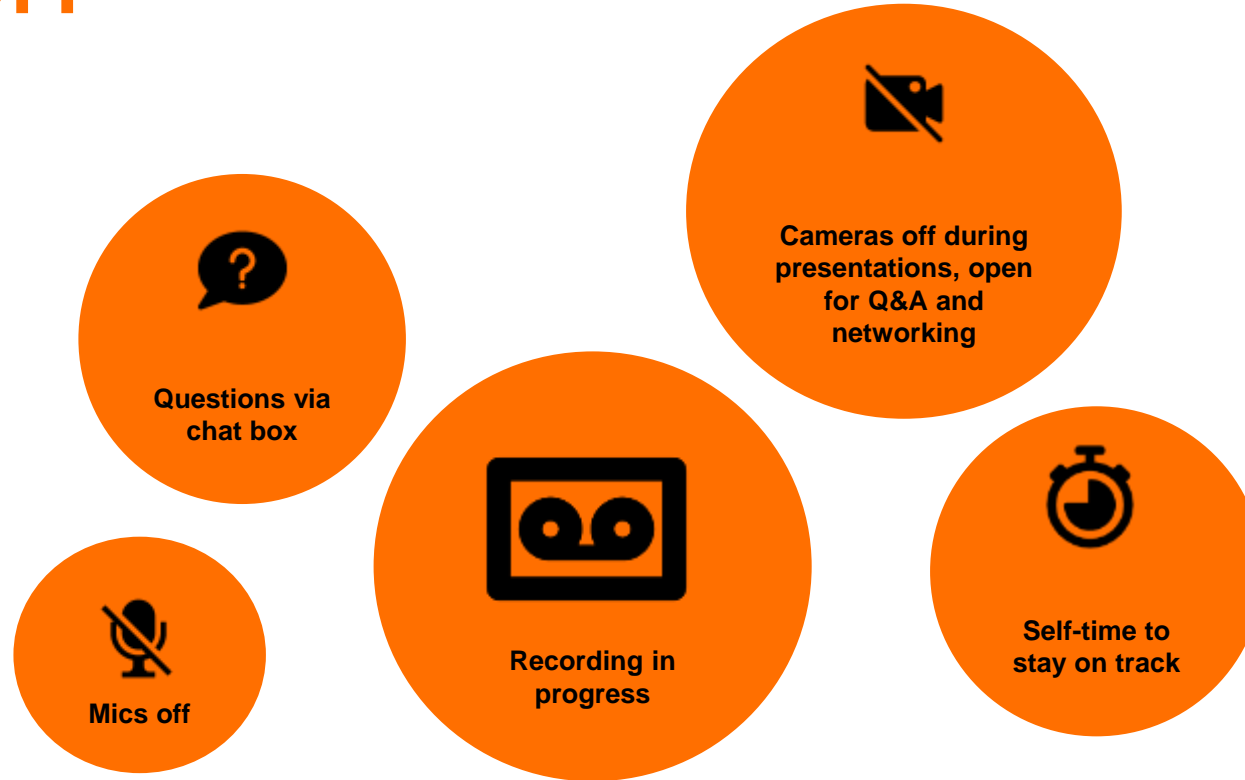 Cameras off during
presentations, open
for Q&A and
networking
Questions via
chat box
Recording in
progress
Self-time to
stay on track
Mics off